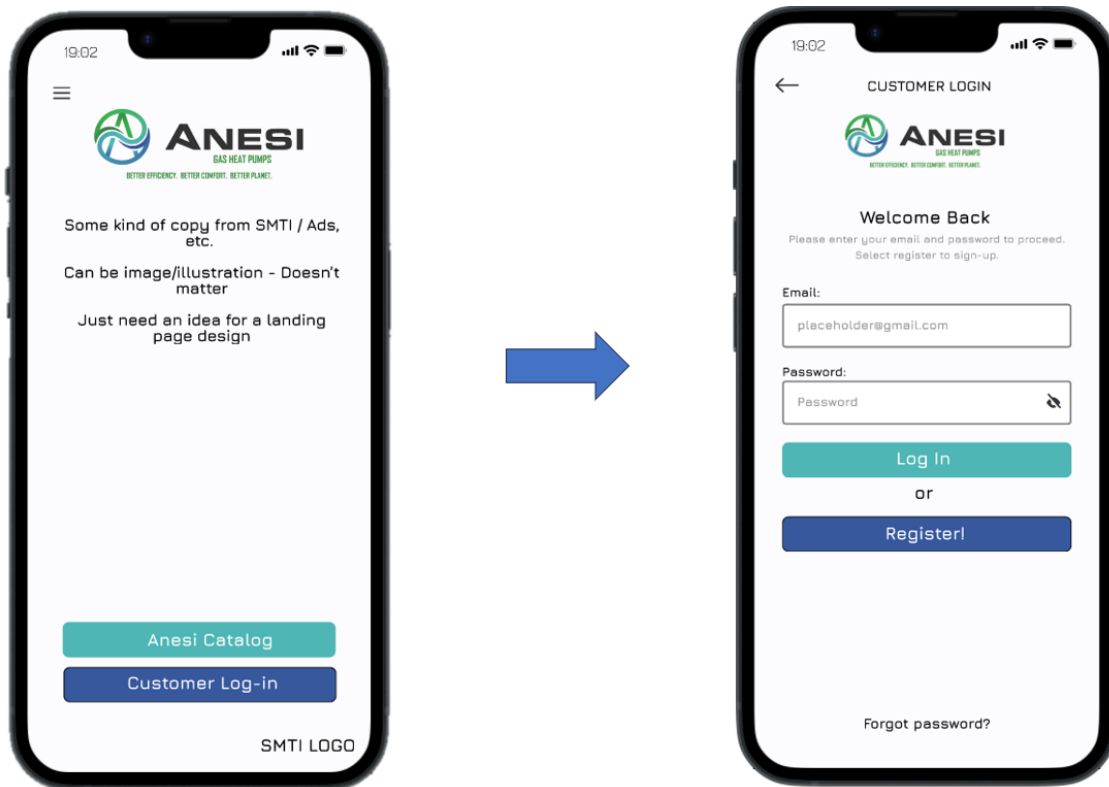 19:02
ANESI
GAS HEAT PUMPS
BETTER EFFICIENCY. BETTER COMFORT. BETTER PLANET.
Some kind of copy from SMTI / Ads,
etc.
Can be image/illustration - Doesn't
matter
Just need an idea for a landing
page design
Anesi Catalog
Customer Log-in
SMTI LOGO
19:02
CUSTOMER LOGIN
ANESI
GAS HEAT PUMPS
BETTER EFFICIENCY. BETTER COMFORT. BETTER PLANET.
Welcome Back
Please enter your email and password to proceed.
Select register to sign-up.
Email:
placeholder@gmail.com
Password:
Password
Log In
or
Register!
Forgot password?